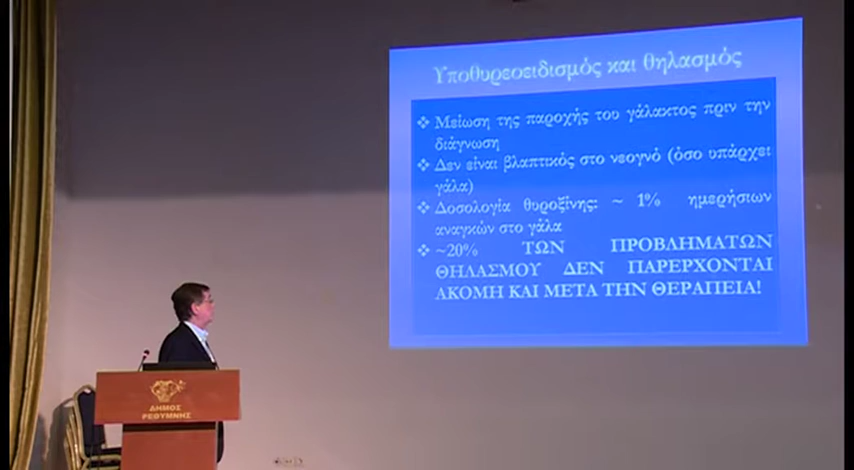 Υποθυρεοειδισμός και θηλασμός
❖ Μείωση της παροχής του γάλακτος πριν την
διάγνωση
❖ Δεν είναι βλαπτικός στο νεογνό (όσο υπάρχει
γάλα)
❖ Δοσολογία θυροξίνης: ~ 1% ημερήσιων
αναγκών στο γάλα
❖ ~20% ΤΩΝ ΠΡΟΒΛΗΜΑΤΩΝ
ΘΗΛΑΣΜΟΥ ΔΕΝ ΠΑΡΕΡΧΟΝΤΑΙ
ΑΚΟΜΗ ΚΑΙ ΜΕΤΑ ΤΗΝ ΘΕΡΑΠΕΙΑ!
ΔΗΜΟΣ
ΡΕΘΥΜΝΗΣ